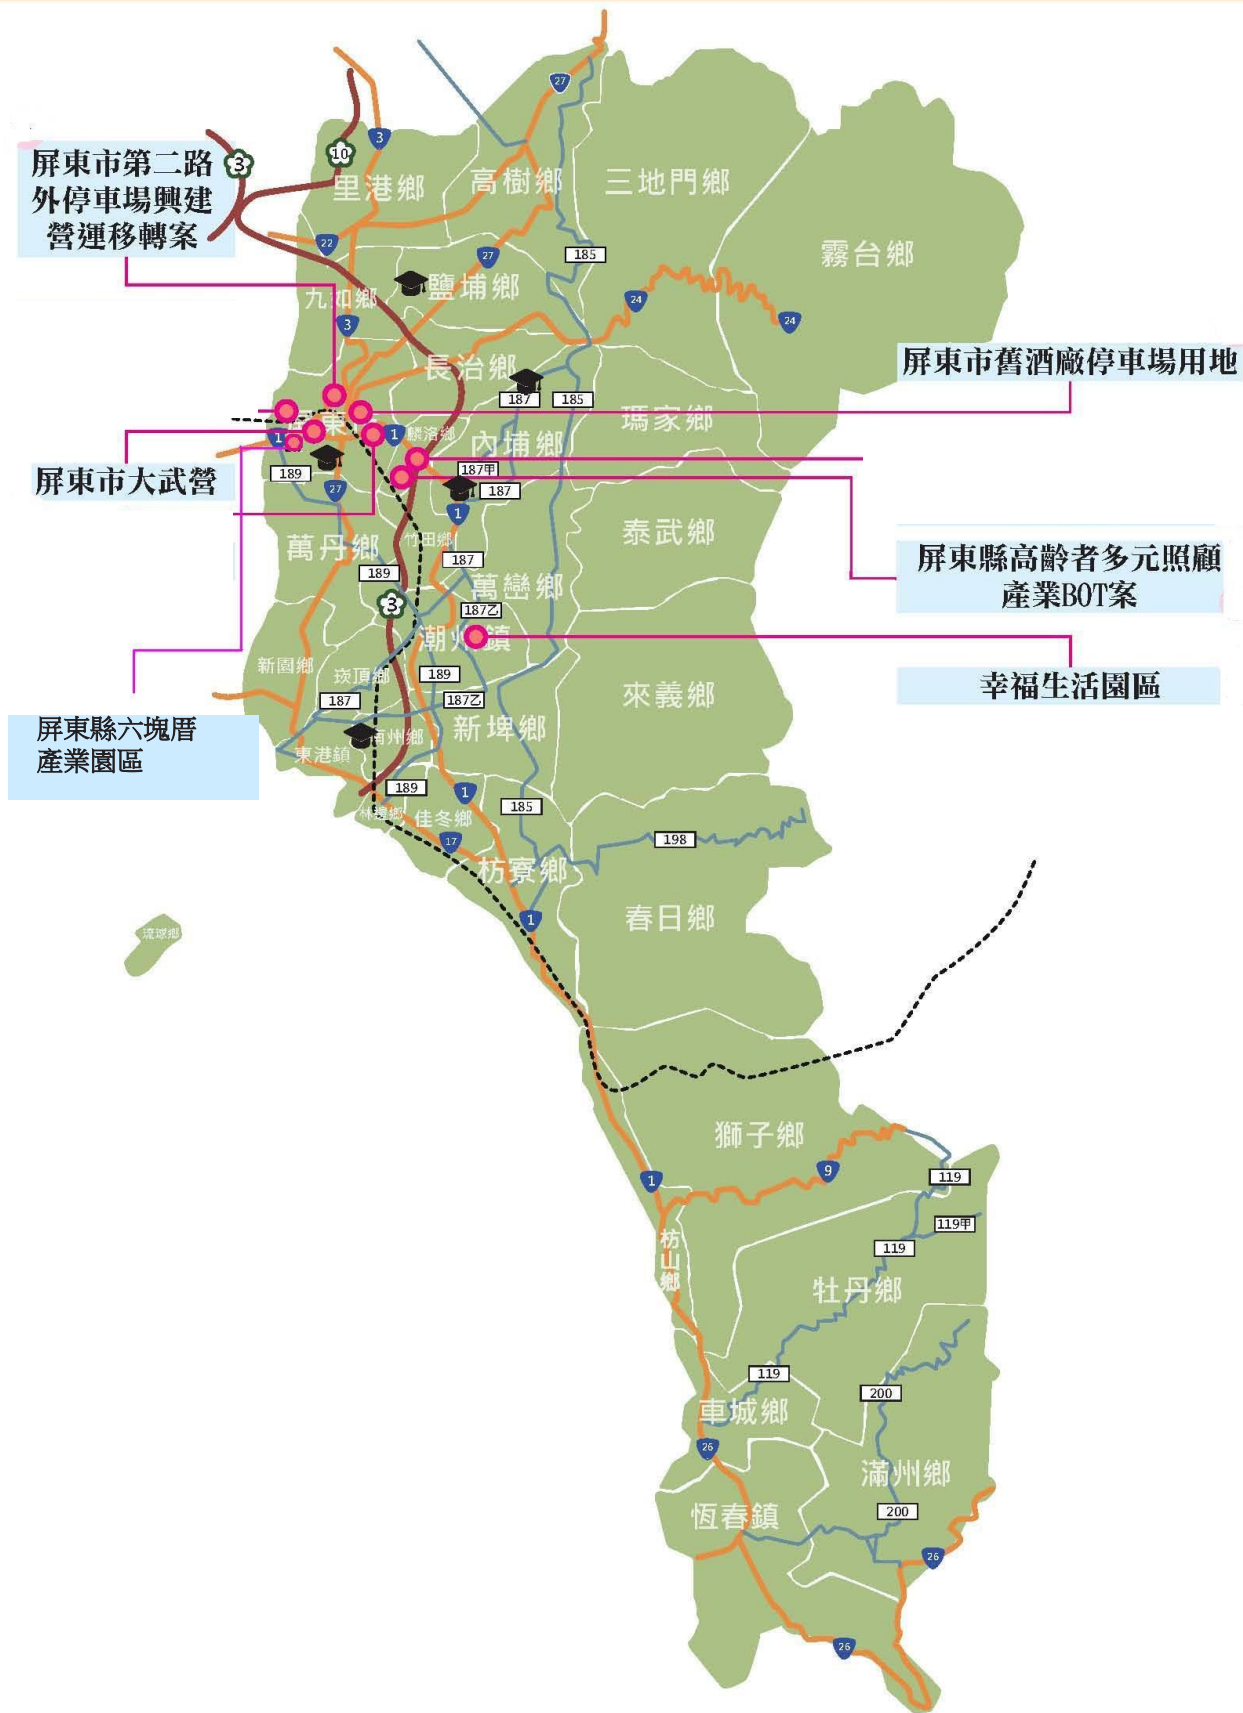 27
3
10
3
屏東市第二路
外停車場興建
營運移轉案
里港鄉
高樹鄉
三地門鄉
霧台鄉
22
27
185
鹽埔鄉
九如鄉
24
24
3
屏東市舊酒廠停車場用地
長治鄉
187
185
瑪家鄉
東
1
1
麟洛鄉
內埔鄉
189
187甲
屏東市大武營
27
187
1
萬丹鄉
竹田鄉
泰武鄉
187
189
屏東縣高齡者多元照顧
產業BOT案
萬巒鄉
3
187乙
潮州鎮
新園鄉
崁頂鄉
189
幸福生活園區
187
187乙
來義鄉
屏東縣六塊厝
產業園區
新埤鄉
南州鄉
東港鎮
189
1
185
林邊鄉
佳冬鄉
17
198
枋寮鄉
1
春日鄉
流球鄉
獅子鄉
9
1
119
119甲
枋山鄉
119
牡丹鄉
119
200
車城鄉
26
滿州鄉
恆春鎮
200
26
26